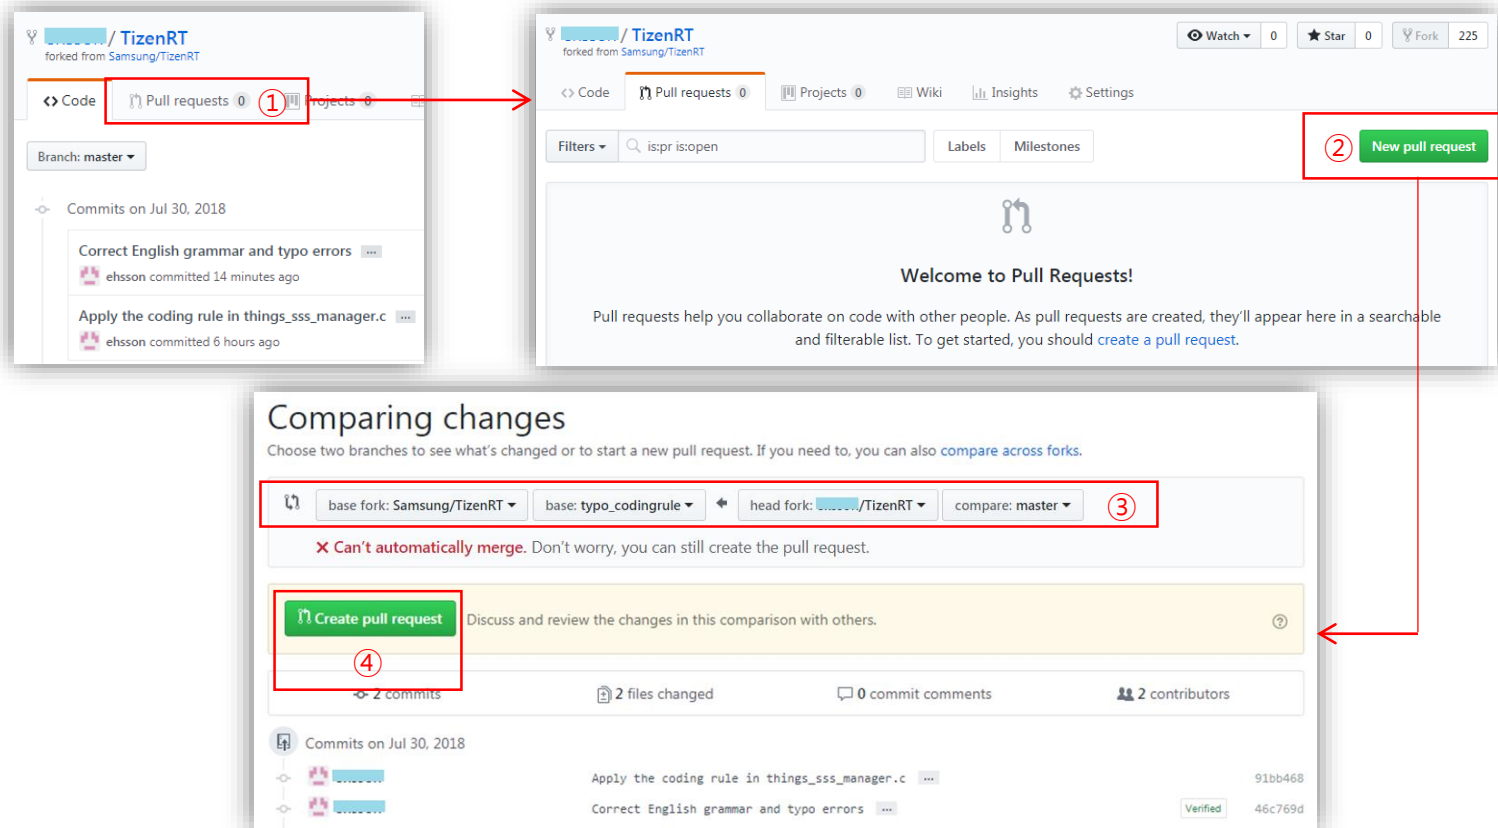 / TizenRT
forked from Samsung/TizenRT
Code
Pull requests 0
①
Projects 0
Branch: master
Commits on Jul 30, 2018
Correct English grammar and typo errors ...
ehsson committed 14 minutes ago
Apply the coding rule in things_sss_manager.c ...
ehsson committed 6 hours ago
/ TizenRT
forked from Samsung/TizenRT
Watch 0
Star 0
Fork 225
Code
Pull requests 0
Projects 0
Wiki
Insights
Settings
Filters
is:pr is:open
Labels
Milestones
②
New pull request
Welcome to Pull Requests!
Pull requests help you collaborate on code with other people. As pull requests are created, they'll appear here in a searchable
and filterable list. To get started, you should create a pull request.
Comparing changes
Choose two branches to see what's changed or to start a new pull request. If you need to, you can also compare across forks.
base fork: Samsung/TizenRT
base: typo_codingrule
head fork: /TizenRT
compare: master
③
Can't automatically merge. Don't worry, you can still create the pull request.
Create pull request
Discuss and review the changes in this comparison with others.
④
2 commits
2 files changed
0 commit comments
2 contributors
Commits on Jul 30, 2018
Apply the coding rule in things_sss_manager.c ...
91bb468
Correct English grammar and typo errors ...
Verified
46c769d